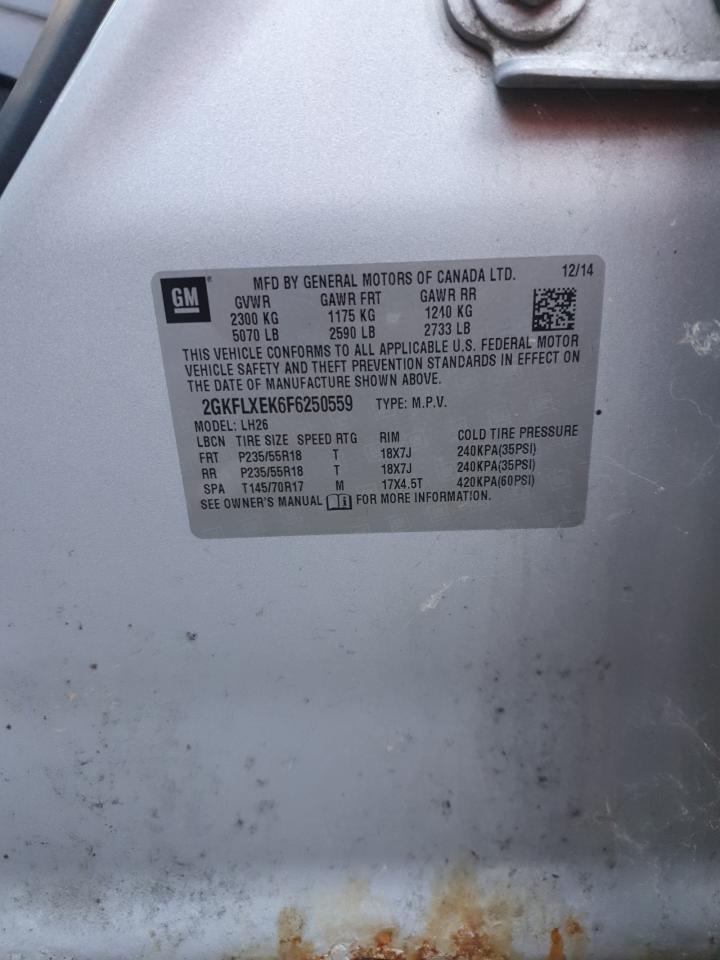 GM
MFD BY GENERAL MOTORS OF CANADA LTD. 12/14
GVWR GAWR FRT GAWR RR
2300 KG 1175 KG 1240 KG
5070 LB 2590 LB 2733 LB
THIS VEHICLE CONFORMS TO ALL APPLICABLE U.S. FEDERAL MOTOR
VEHICLE SAFETY AND THEFT PREVENTION STANDARDS IN EFFECT ON
THE DATE OF MANUFACTURE SHOWN ABOVE.
2GKFLXEK6F6250559 TYPE: M.P.V.
MODEL: LH26
LBCN TIRE SIZE SPEED RTG RIM COLD TIRE PRESSURE
FRT P235/55R18 T 18X7J 240KPA(35PSI)
RR P235/55R18 T 18X7J 240KPA(35PSI)
SPA T145/70R17 M 17X4.5T 420KPA(60PSI)
SEE OWNER'S MANUAL FOR MORE INFORMATION.